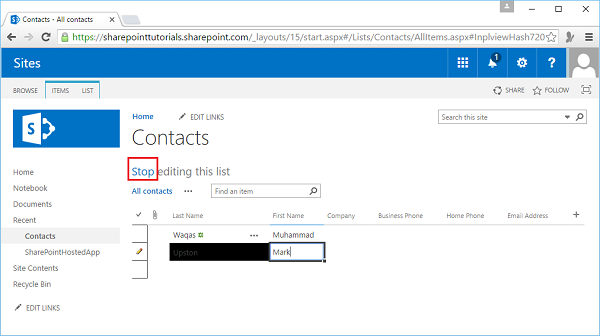 Contacts - All contacts
https://sharepointtutorials.sharepoint.com/_layouts/15/start.aspx#/Lists/Contacts/AllItems.aspx#InplviewHash720
Sites
1
?
BROWSE ITEMS LIST
SHARE FOLLOW
S
Home EDIT LINKS
Search this site
Contacts
Stop editing this list
All contacts ... Find an item
Home
Notebook
Documents
Recent
Contacts
SharePointHostedApp
Site Contents
Recycle Bin
EDIT LINKS
Last Name First Name Company Business Phone Home Phone Email Address +
Waqas ... Muhammad
Upston Mark